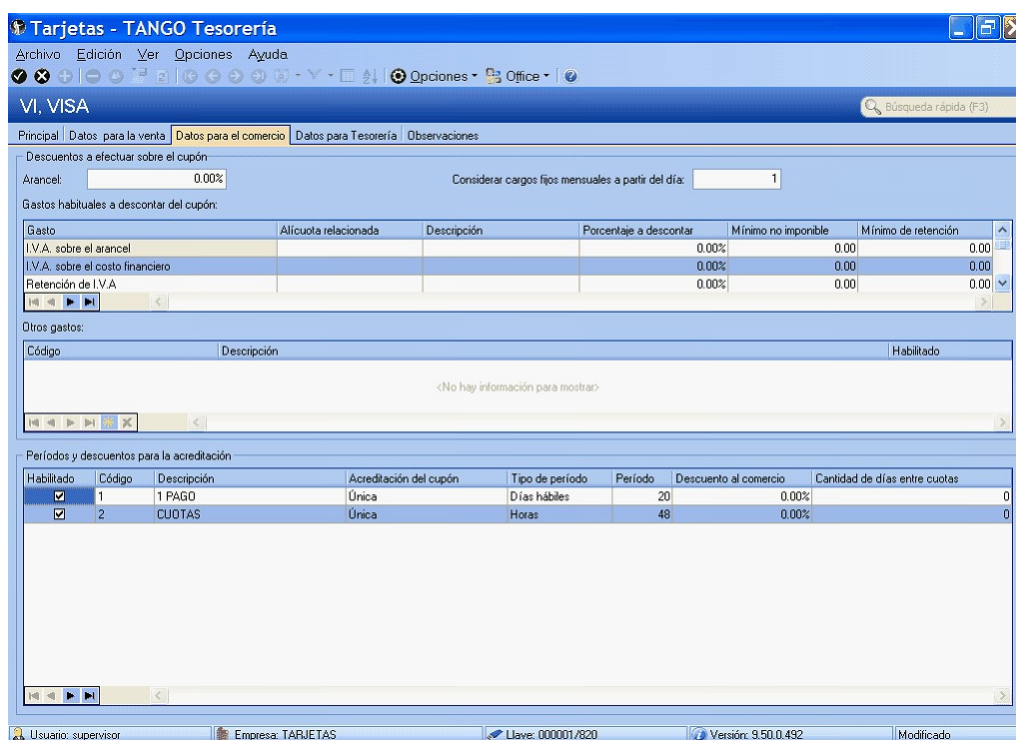 Tarjetas - TANGO Tesorería
Archivo Edición Ver Opciones Ayuda
Opciones Office
VI, VISA
Búsqueda rápida (F3)
Principal Datos para la venta Datos para el comercio Datos para Tesorería Observaciones
Descuentos a efectuar sobre el cupón
Arancel: 0.00% Considerar cargos fijos mensuales a partir del día: 1
Gastos habituales a descontar del cupón:
Gasto Alícuota relacionada Descripción Porcentaje a descontar Mínimo no imponible Mínimo de retención
I.V.A. sobre el arancel 0.00% 0.00 0.00
I.V.A. sobre el costo financiero 0.00% 0.00 0.00
Retención de I.V.A 0.00% 0.00 0.00
Otros gastos:
Código Descripción Habilitado
<No hay información para mostrar>
Períodos y descuentos para la acreditación
Habilitado Código Descripción Acreditación del cupón Tipo de período Período Descuento al comercio Cantidad de días entre cuotas
1 1 PAGO Única Días hábiles 20 0.00% 0
2 CUOTAS Única Horas 48 0.00% 0
Usuario: supervisor Empresa: TARJETAS Llave: 000001/820 Versión: 9.50.0.492 Modificado